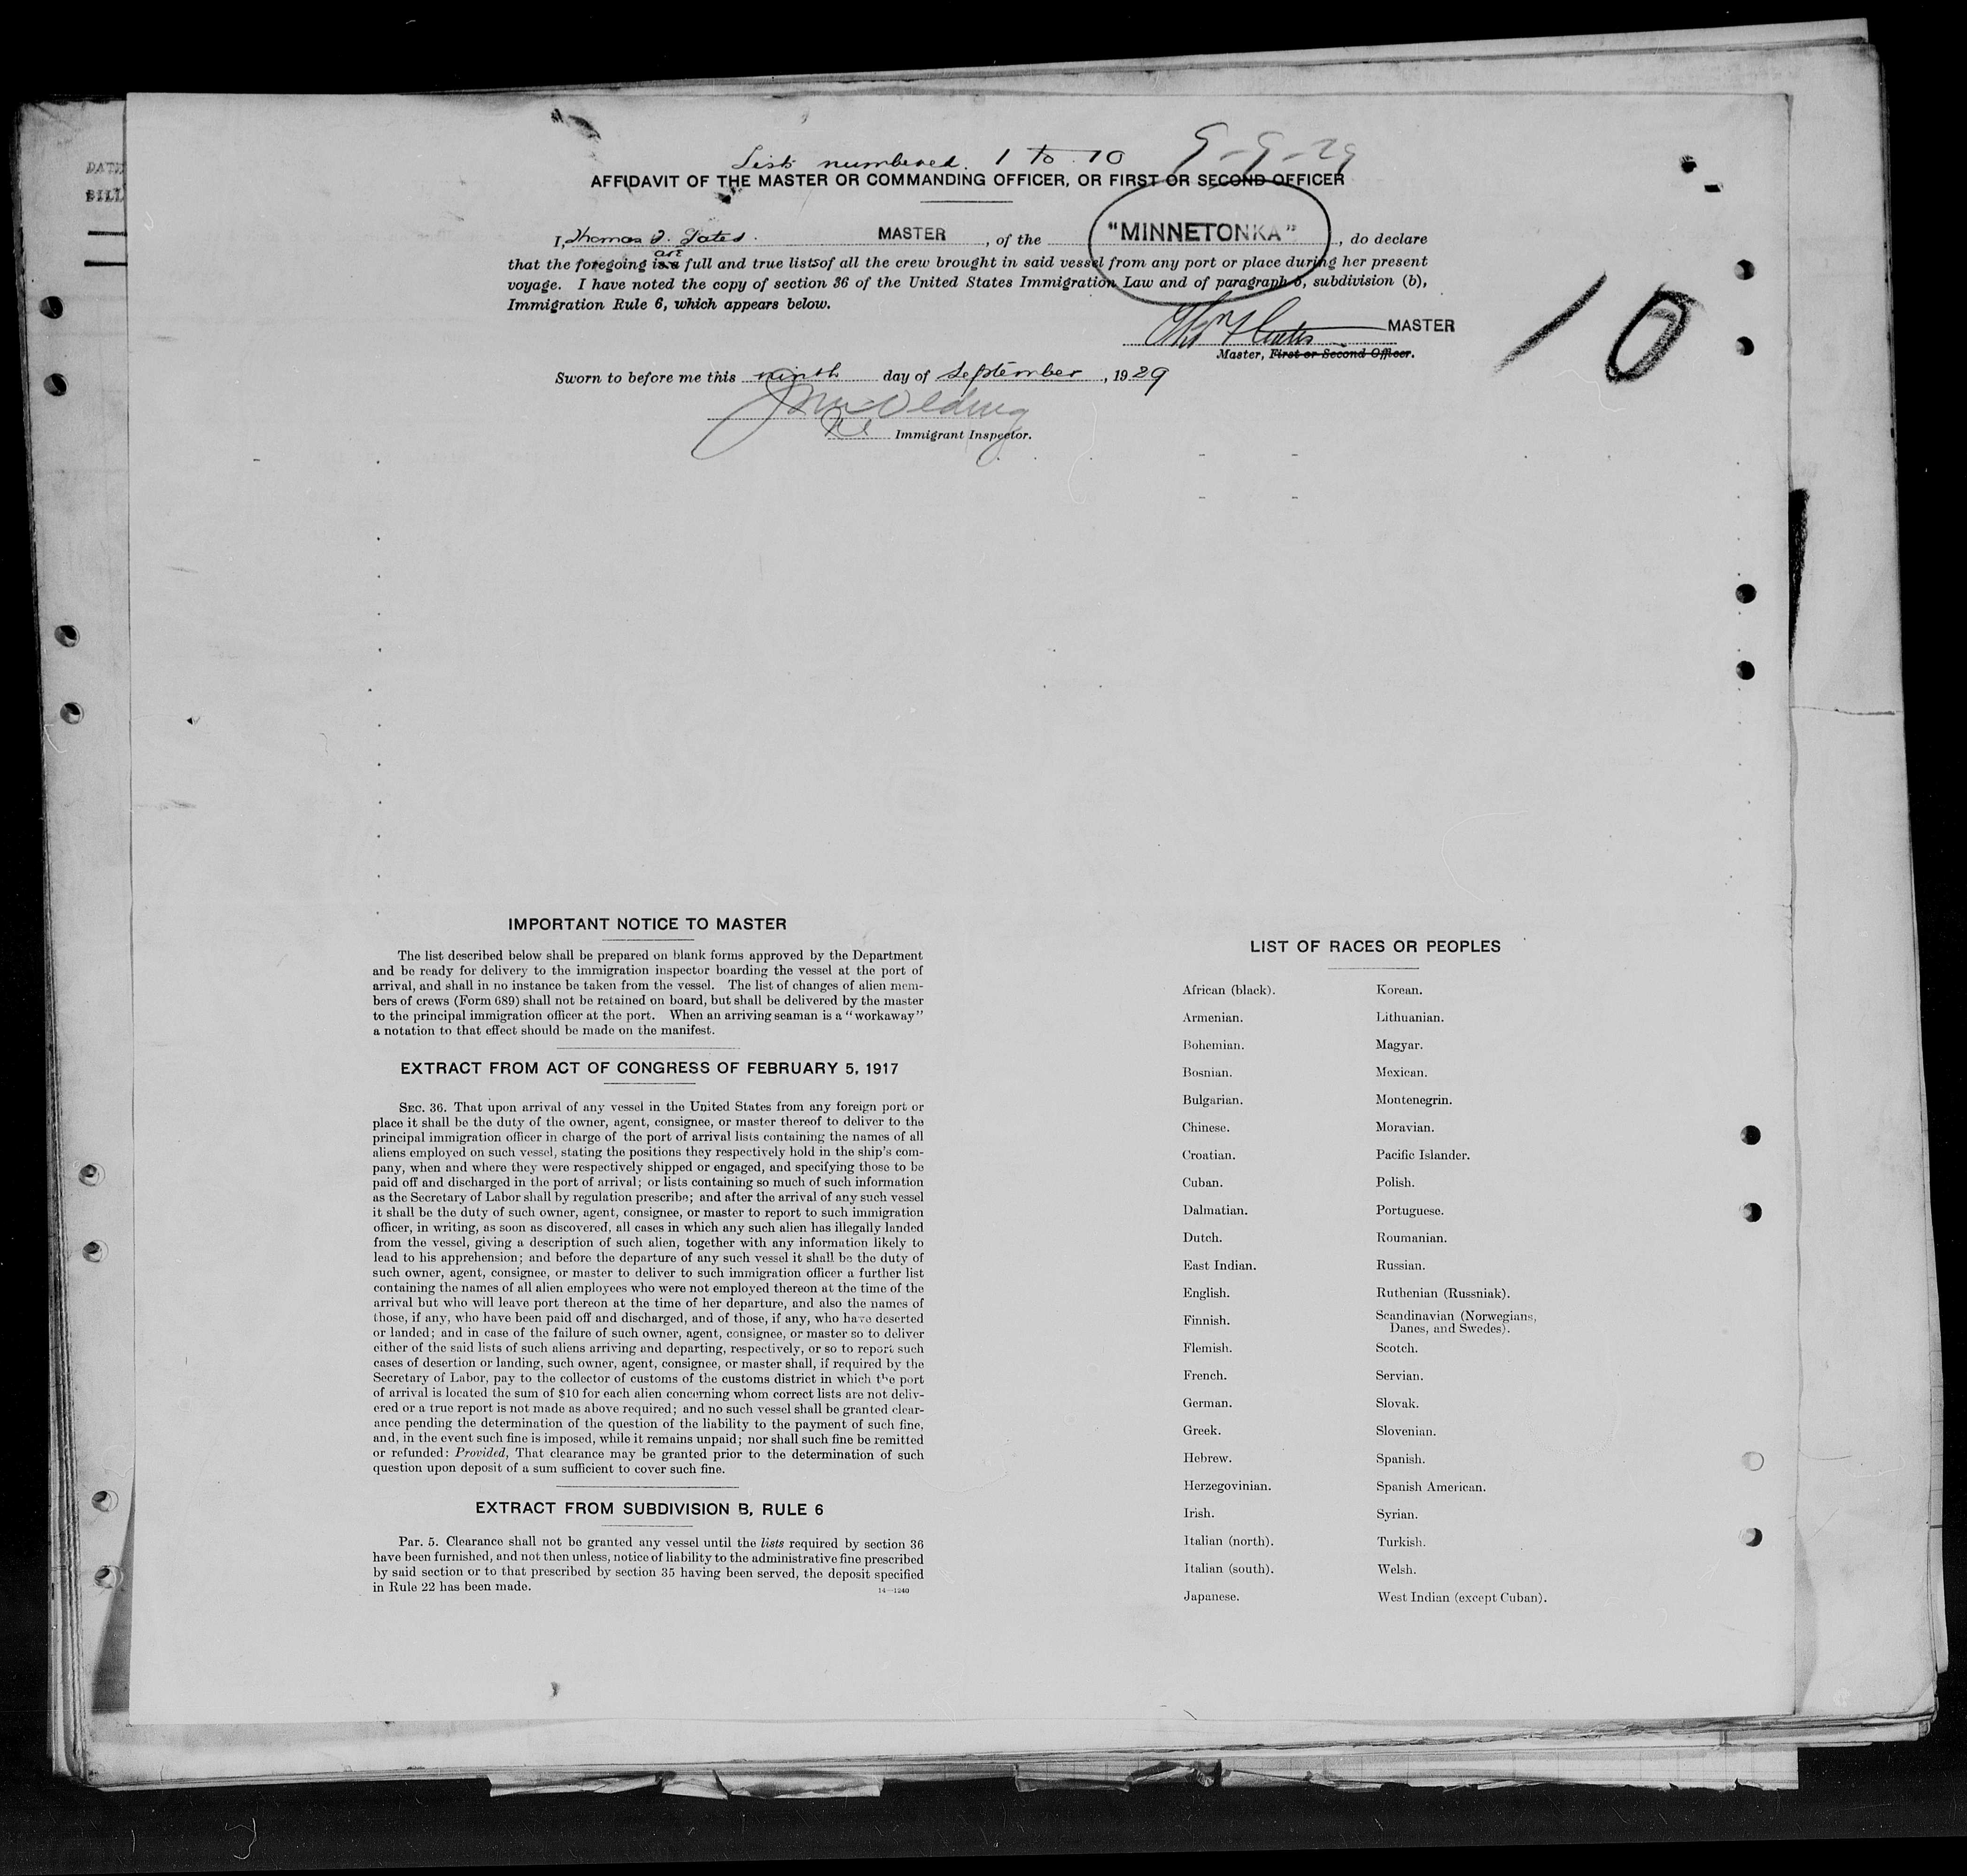 DATE
BILL
Lists numbered. 1 to 10 9-9-29
AFFIDAVIT OF THE MASTER OR COMMANDING OFFICER, OR FIRST OR SECOND OFFICER
I, Thomas F. Gates. MASTER, of the "MINNETONKA", do declare
are
that the foregoing is a full and true lists of all the crew brought in said vessel from any port or place during her present
voyage. I have noted the copy of section 36 of the United States Immigration Law and of paragraph 5, subdivision (b),
Immigration Rule 6, which appears below.
Thos F Gates MASTER
Master, First or Second Officer.
10
Sworn to before me this ninth day of September, 1929
Immigrant Inspector.
IMPORTANT NOTICE TO MASTER
The list described below shall be prepared on blank forms approved by the Department
and be ready for delivery to the immigration inspector boarding the vessel at the port of
arrival, and shall in no instance be taken from the vessel. The list of changes of alien mem-
bers of crews (Form 689) shall not be retained on board, but shall be delivered by the master
to the principal immigration officer at the port. When an arriving seaman is a "workaway"
a notation to that effect should be made on the manifest.
EXTRACT FROM ACT OF CONGRESS OF FEBRUARY 5, 1917
SEC. 36. That upon arrival of any vessel in the United States from any foreign port or
place it shall be the duty of the owner, agent, consignee, or master thereof to deliver to the
principal immigration officer in charge of the port of arrival lists containing the names of all
aliens employed on such vessel, stating the positions they respectively hold in the ship's com-
pany, when and where they were respectively shipped or engaged, and specifying those to be
paid off and discharged in the port of arrival; or lists containing so much of such information
as the Secretary of Labor shall by regulation prescribe; and after the arrival of any such vessel
it shall be the duty of such owner, agent, consignee, or master to report to such immigration
officer, in writing, as soon as discovered, all cases in which any such alien has illegally landed
from the vessel, giving a description of such alien, together with any information likely to
lead to his apprehension; and before the departure of any such vessel it shall be the duty of
such owner, agent, consignee, or master to deliver to such immigration officer a further list
containing the names of all alien employees who were not employed thereon at the time of the
arrival but who will leave port thereon at the time of her departure, and also the names of
those, if any, who have been paid off and discharged, and of those, if any, who have deserted
or landed; and in case of the failure of such owner, agent, consignee, or master so to deliver
either of the said lists of such aliens arriving and departing, respectively, or so to report such
cases of desertion or landing, such owner, agent, consignee, or master shall, if required by the
Secretary of Labor, pay to the collector of customs of the customs district in which the port
of arrival is located the sum of $10 for each alien concerning whom correct lists are not deliv-
ered or a true report is not made as above required; and no such vessel shall be granted clear-
ance pending the determination of the question of the liability to the payment of such fine,
and, in the event such fine is imposed, while it remains unpaid; nor shall such fine be remitted
or refunded: Provided, That clearance may be granted prior to the determination of such
question upon deposit of a sum sufficient to cover such fine.
EXTRACT FROM SUBDIVISION B, RULE 6
Par. 5. Clearance shall not be granted any vessel until the lists required by section 36
have been furnished, and not then unless, notice of liability to the administrative fine prescribed
by said section or to that prescribed by section 35 having been served, the deposit specified
in Rule 22 has been made.
14-1240
LIST OF RACES OR PEOPLES
African (black). Korean.
Armenian. Lithuanian.
Bohemian. Magyar.
Bosnian. Mexican.
Bulgarian. Montenegrin.
Chinese. Moravian.
Croatian. Pacific Islander.
Cuban. Polish.
Dalmatian. Portuguese.
Dutch. Roumanian.
East Indian. Russian.
English. Ruthenian (Russniak).
Finnish. Scandinavian (Norwegians,
Danes, and Swedes).
Flemish. Scotch.
French. Servian.
German. Slovak.
Greek. Slovenian.
Hebrew. Spanish.
Herzegovinian. Spanish American.
Irish. Syrian.
Italian (north). Turkish.
Italian (south). Welsh.
Japanese. West Indian (except Cuban).